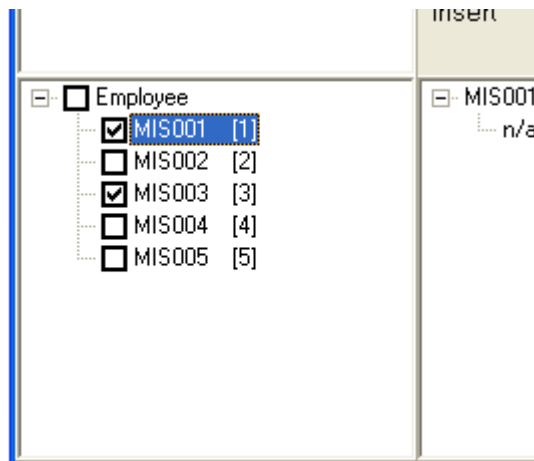 Insert
Employee
MIS001 [1]
MIS002 [2]
MIS003 [3]
MIS004 [4]
MIS005 [5]
MIS001
n/a